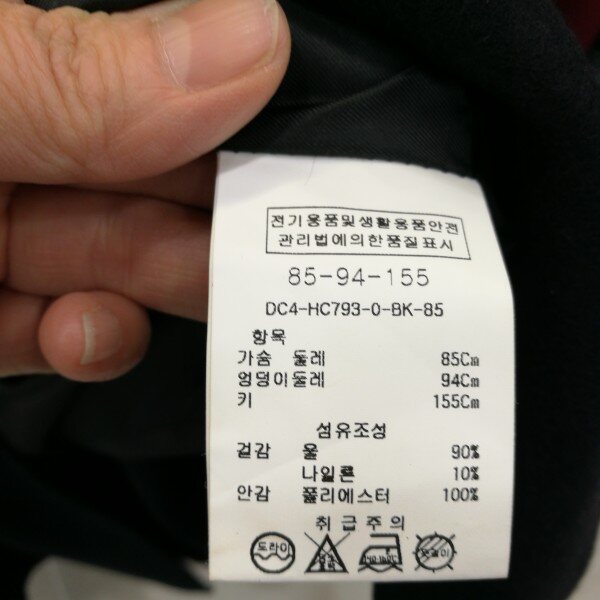 전기용품및생활용품안전
관리법에의한품질표시
85-94-155
DC4-HC793-0-BK-85
항목
가슴 둘레 85Cm
엉덩이둘레 94Cm
키 155Cm
섬유조성
겉감 울 90%
나일론 10%
안감 폴리에스터 100%
취급주의
드라이